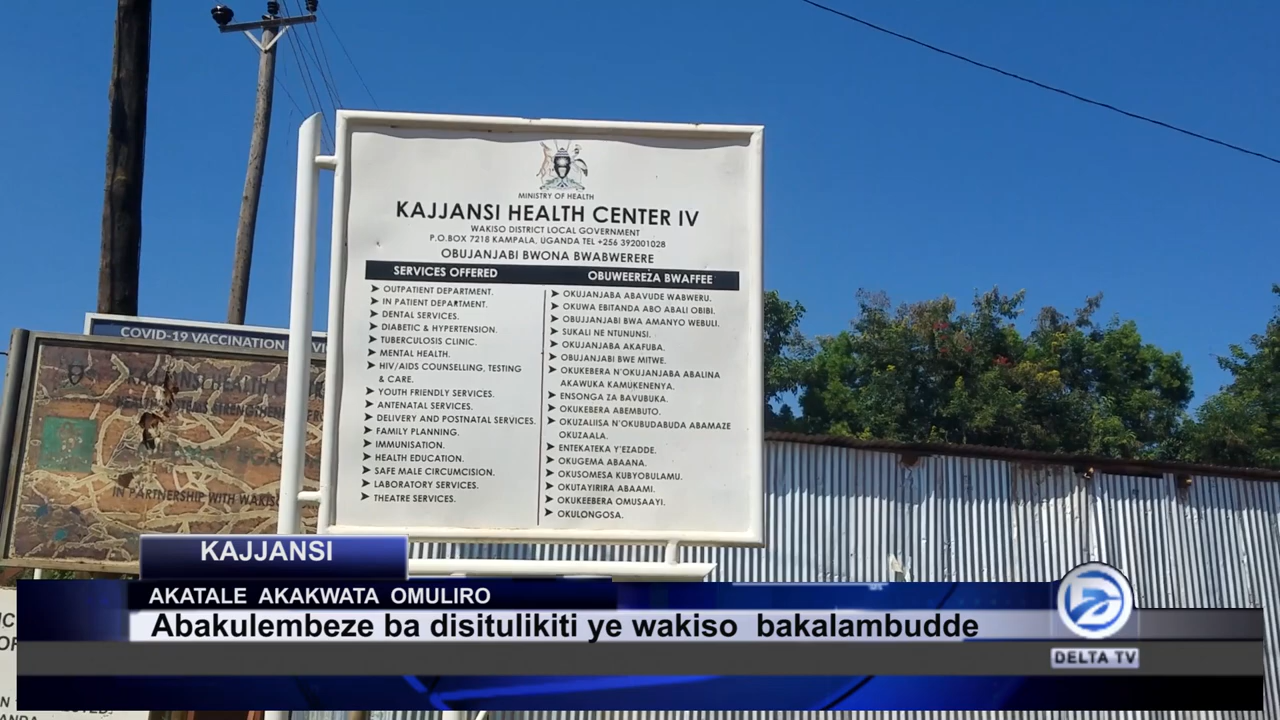 MINISTRY OF HEALTH
KAJJANSI HEALTH CENTER IV
WAKISO DISTRICT LOCAL GOVERNMENT
P.O.BOX 7218 KAMPALA, UGANDA TEL +256 392001028
OBUJANJABI BWONA BWABWERERE
SERVICES OFFERED
OUTPATIENT DEPARTMENT.
IN PATIENT DEPARTMENT.
DENTAL SERVICES.
DIABETIC & HYPERTENSION.
TUBERCULOSIS CLINIC.
MENTAL HEALTH.
HIV/AIDS COUNSELLING, TESTING
& CARE.
YOUTH FRIENDLY SERVICES.
ANTENATAL SERVICES.
DELIVERY AND POSTNATAL SERVICES.
FAMILY PLANNING.
IMMUNISATION.
HEALTH EDUCATION.
SAFE MALE CIRCUMCISION.
LABORATORY SERVICES.
THEATRE SERVICES.
OBUWEEREZA BWAFFEE
OKUJANJABA ABAVUDE WABWERU.
OKUWA EBITANDA ABO ABALI OBIBI.
OBUJJANJABI BWA AMANYO WEBULI.
SUKALI NE NTUNUNSI.
OKUJANJABA AKAFUBA.
OBUJANJABI BWE MITWE.
OKUKEBERA N'OKUJANJABA ABALINA
AKAWUKA KAMUKENENYA.
ENSONGA ZA BAVUBUKA.
OKUKEBERA ABEMBUTO.
OKUZALIISA N'OKUBUDABUDA ABAMAZE
OKUZAALA.
ENTEKATEKA Y'EZADDE.
OKUGEMA ABAANA.
OKUSOMESA KUBYOBULAMU.
OKUTAYIRIRA ABAAMI.
OKUKEEBERA OMUSAAYI.
OKULONGOSA.
COVID-19 VACCINATION
KAJJANSI HEALTH
IN PARTNERSHIP WITH
KAJJANSI
AKATALE AKAKWATA OMULIRO
Abakulembeze ba disitulikiti ye wakiso bakalambudde
DELTA TV